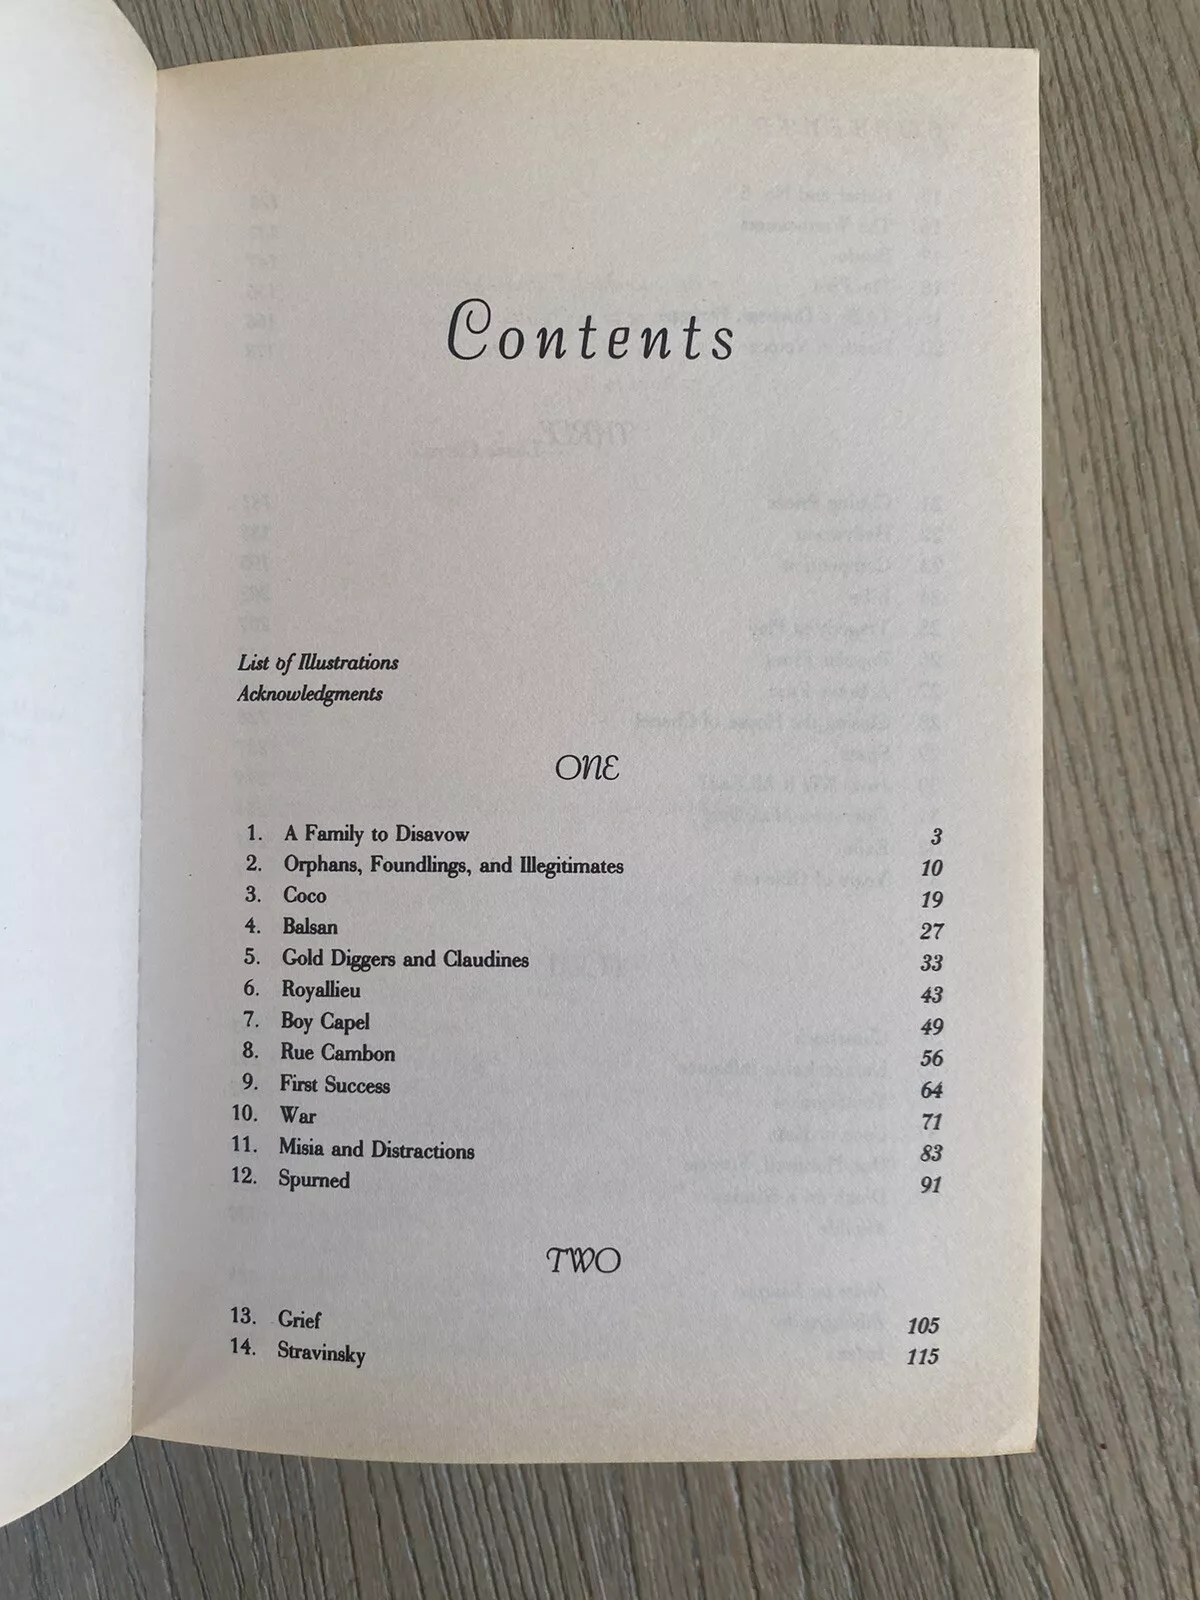 Contents
List of Illustrations
Acknowledgments
ONE
1. A Family to Disavow 3
2. Orphans, Foundlings, and Illegitimates 10
3. Coco 19
4. Balsan 27
5. Gold Diggers and Claudines 33
6. Royallieu 43
7. Boy Capel 49
8. Rue Cambon 56
9. First Success 64
10. War 71
11. Misia and Distractions 83
12. Spurned 91
TWO
13. Grief 105
14. Stravinsky 115